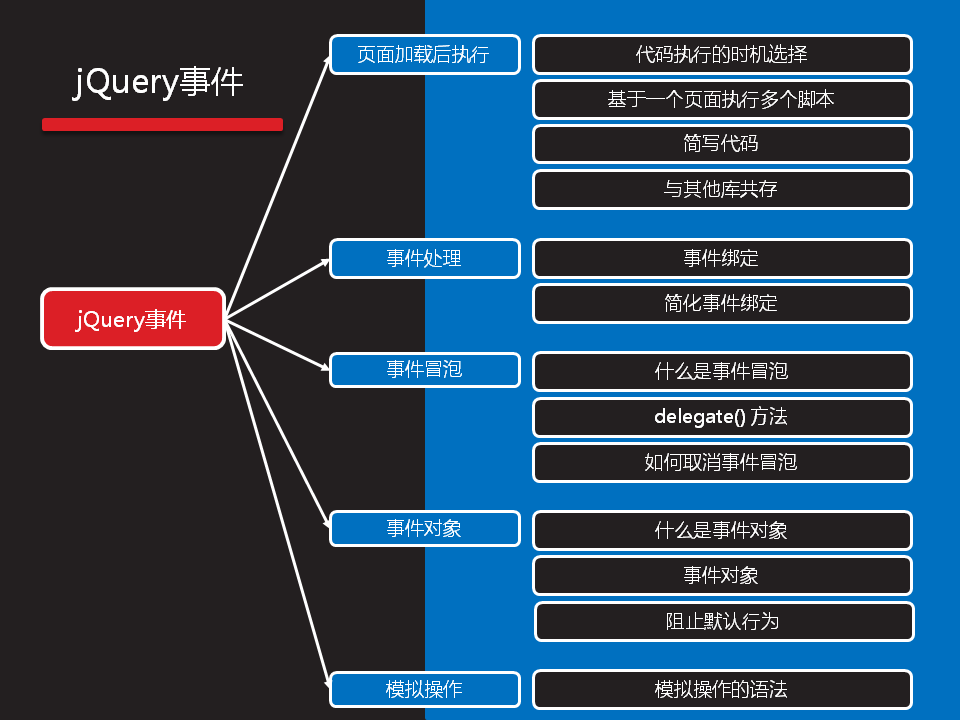 jQuery事件
jQuery事件
页面加载后执行
代码执行的时机选择
基于一个页面执行多个脚本
简写代码
与其他库共存
事件处理
事件绑定
简化事件绑定
事件冒泡
什么是事件冒泡
delegate() 方法
如何取消事件冒泡
事件对象
什么是事件对象
事件对象
阻止默认行为
模拟操作
模拟操作的语法